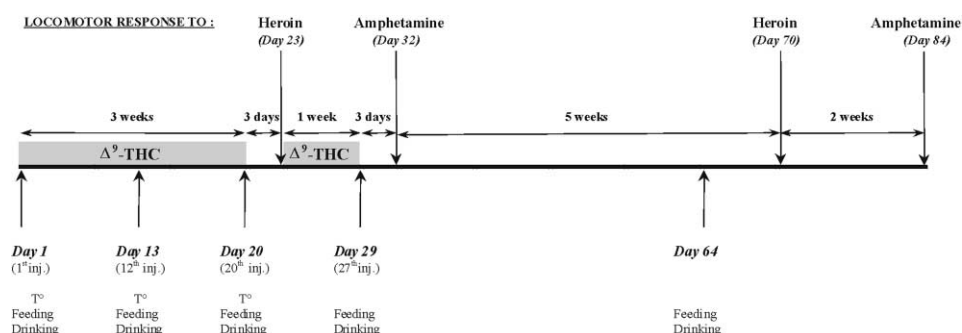 LOCOMOTOR RESPONSE TO :
Heroin
(Day 23)
Amphetamine
(Day 32)
Heroin
(Day 70)
Amphetamine
(Day 84)
3 weeks
3 days
1 week
3 days
5 weeks
2 weeks
Δ⁹-THC
Δ⁹-THC
Day 1
(1st inj.)
Day 13
(12th inj.)
Day 20
(20th inj.)
Day 29
(27th inj.)
Day 64
T°
Feeding
Drinking
T°
Feeding
Drinking
T°
Feeding
Drinking
Feeding
Drinking
Feeding
Drinking